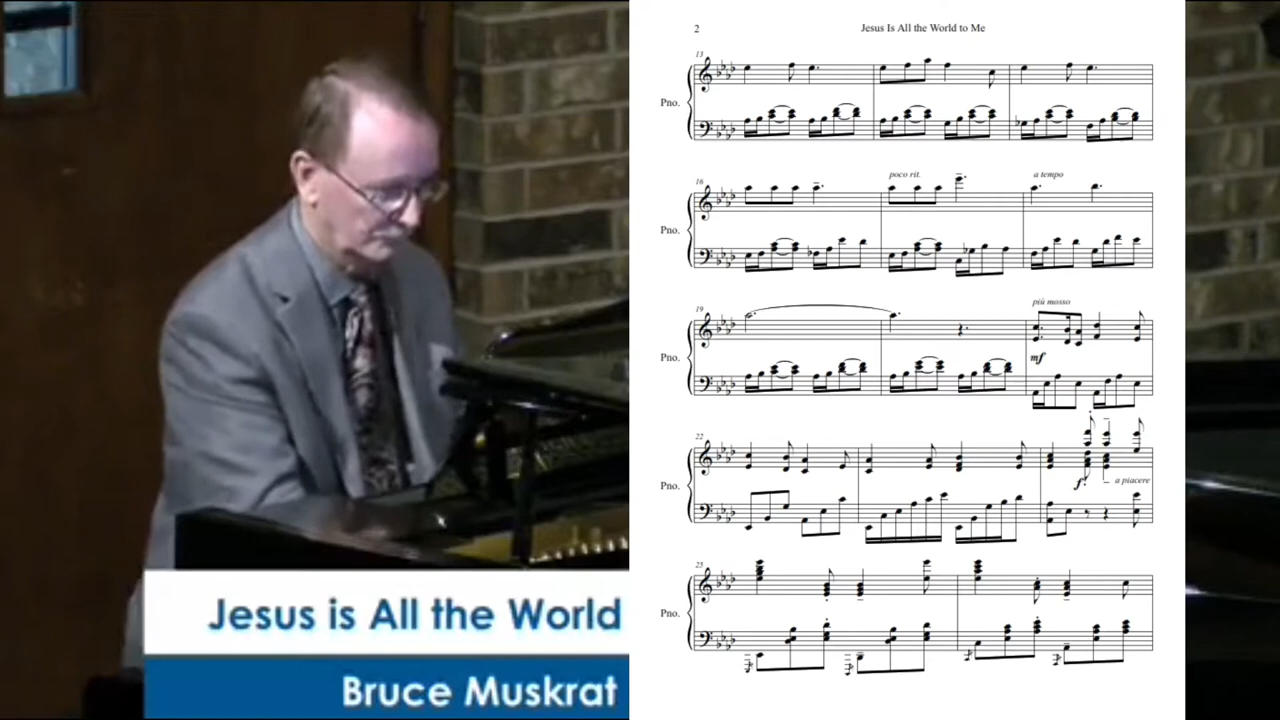 Jesus is All the World
Bruce Muskrat
2
Jesus Is All the World to Me
13
Pno.
16
poco rit.
a tempo
Pno.
19
più mosso
mf
Pno.
22
f
a piacere
Pno.
25
Pno.